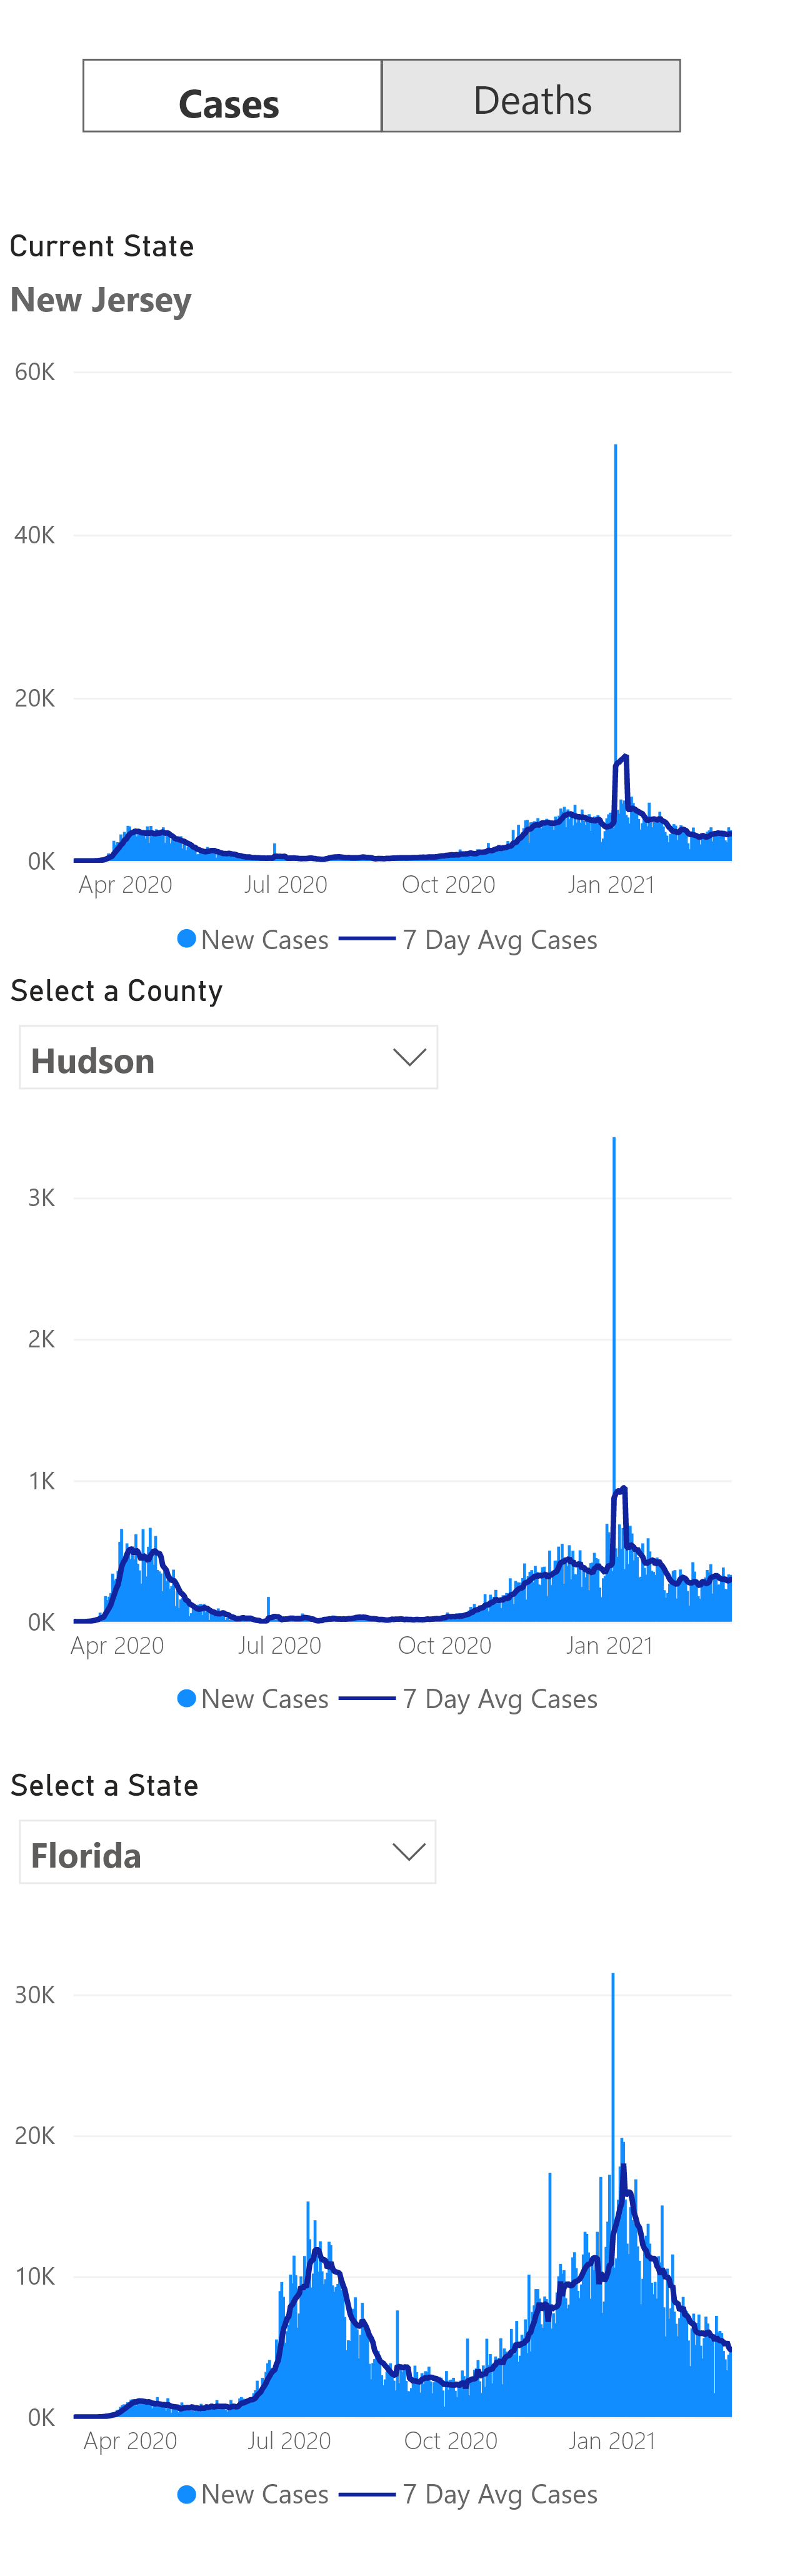 Cases Deaths
Current State
New Jersey
60K
40K
20K
0K
Apr 2020 Jul 2020 Oct 2020 Jan 2021
New Cases 7 Day Avg Cases
Select a County
Hudson
3K
2K
1K
0K
Apr 2020 Jul 2020 Oct 2020 Jan 2021
New Cases 7 Day Avg Cases
Select a State
Florida
30K
20K
10K
0K
Apr 2020 Jul 2020 Oct 2020 Jan 2021
New Cases 7 Day Avg Cases